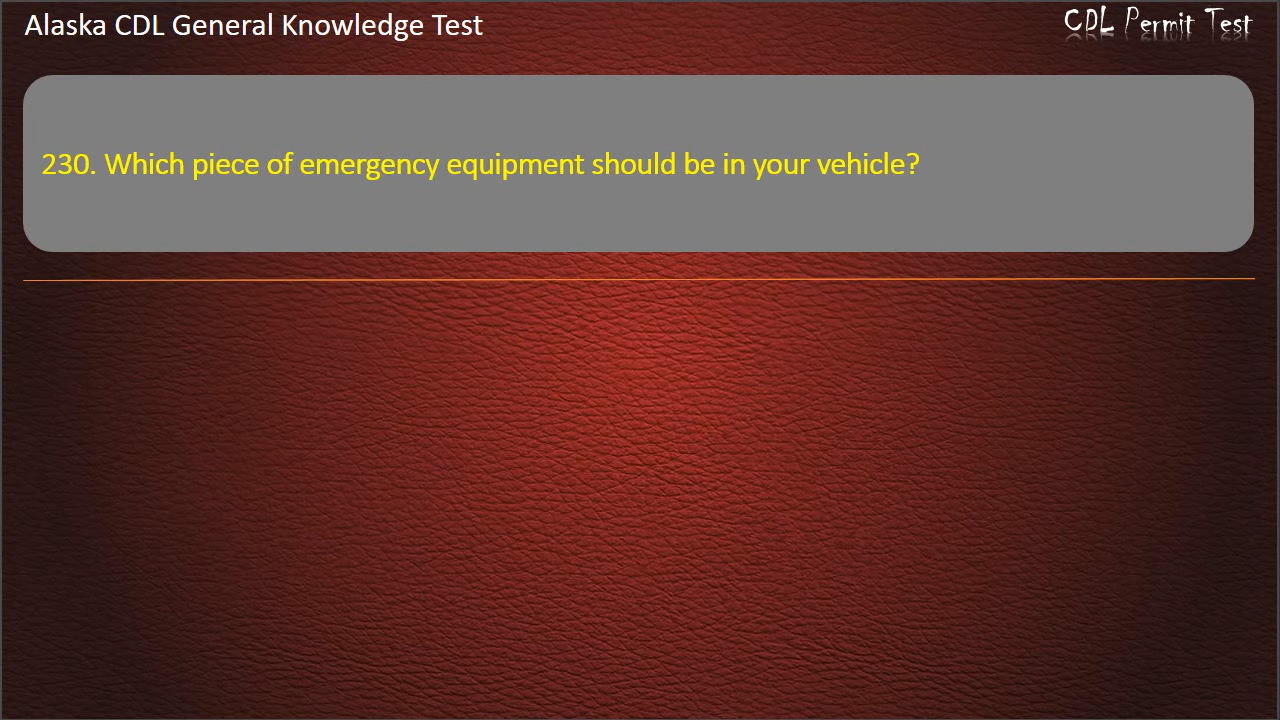 Alaska CDL General Knowledge Test
CDL Permit Test
230. Which piece of emergency equipment should be in your vehicle?